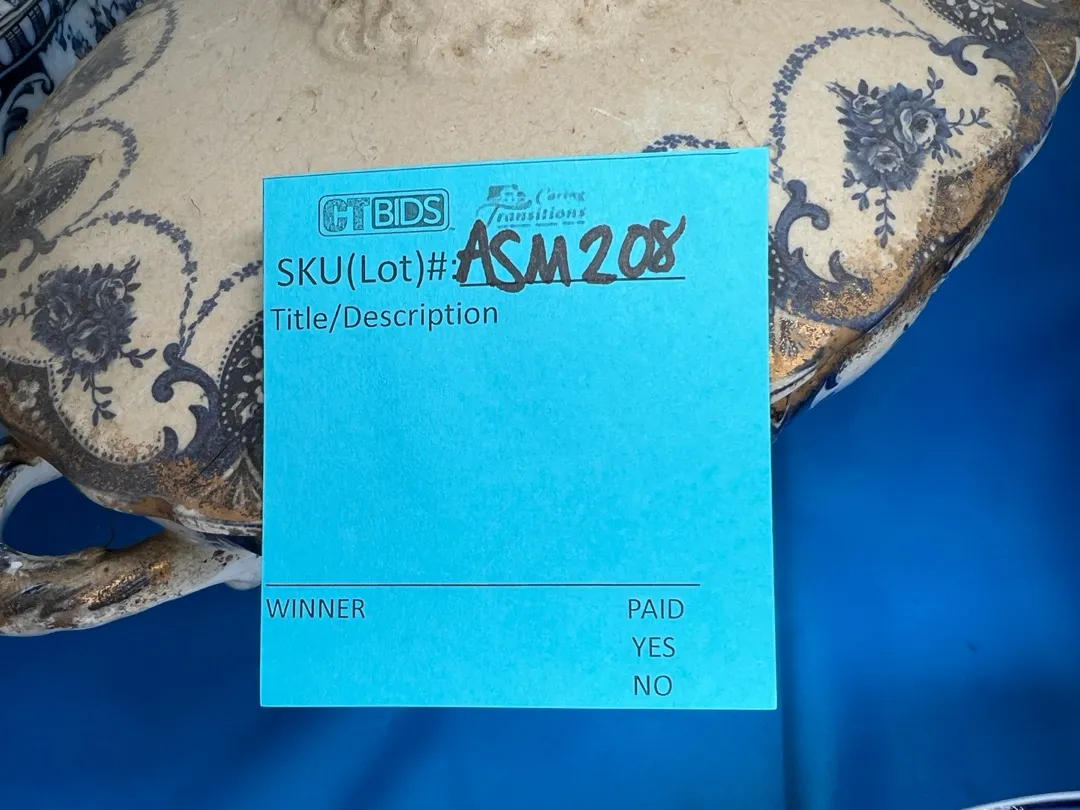 CTBIDS Caring Transitions
SKU(Lot)#: ASM208
Title/Description
WINNER PAID
YES
NO